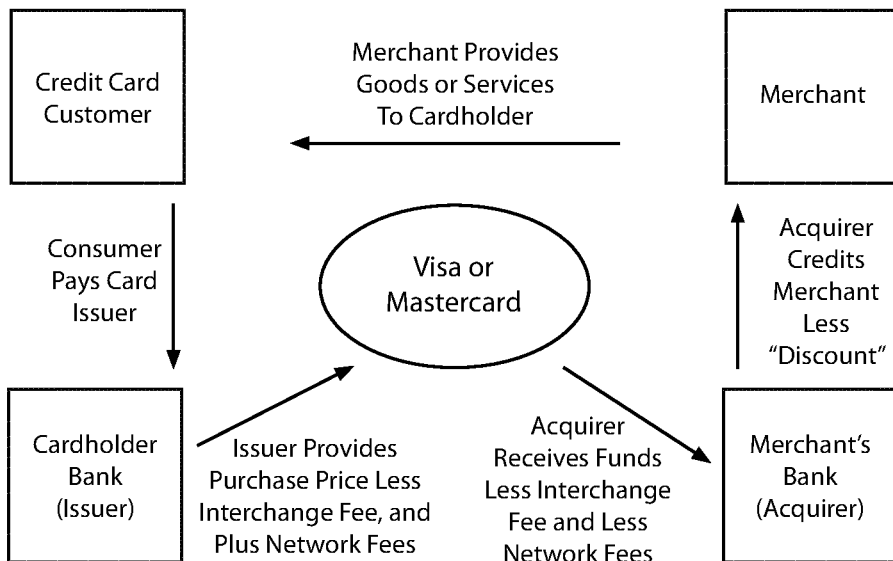 Credit Card
Customer
Merchant Provides
Goods or Services
To Cardholder
Merchant
Consumer
Pays Card
Issuer
Visa or
Mastercard
Acquirer
Credits
Merchant
Less
“Discount”
Cardholder
Bank
(Issuer)
Issuer Provides
Purchase Price Less
Interchange Fee, and
Plus Network Fees
Acquirer
Receives Funds
Less Interchange
Fee and Less
Network Fees
Merchant’s
Bank
(Acquirer)